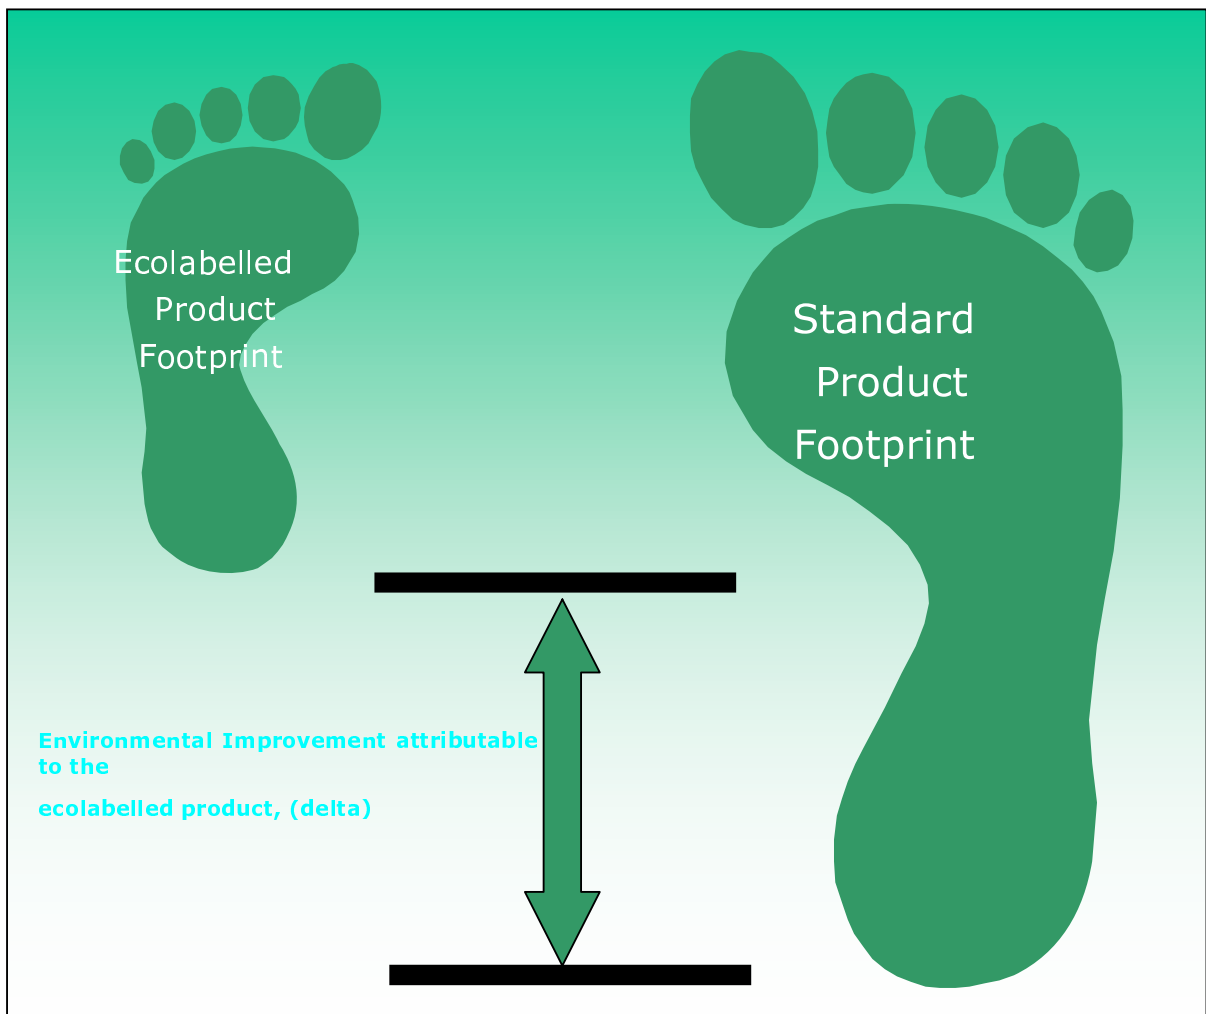 Ecolabelled
Product
Footprint
Standard
Product
Footprint
Environmental Improvement attributable
to the
ecolabelled product, (delta)